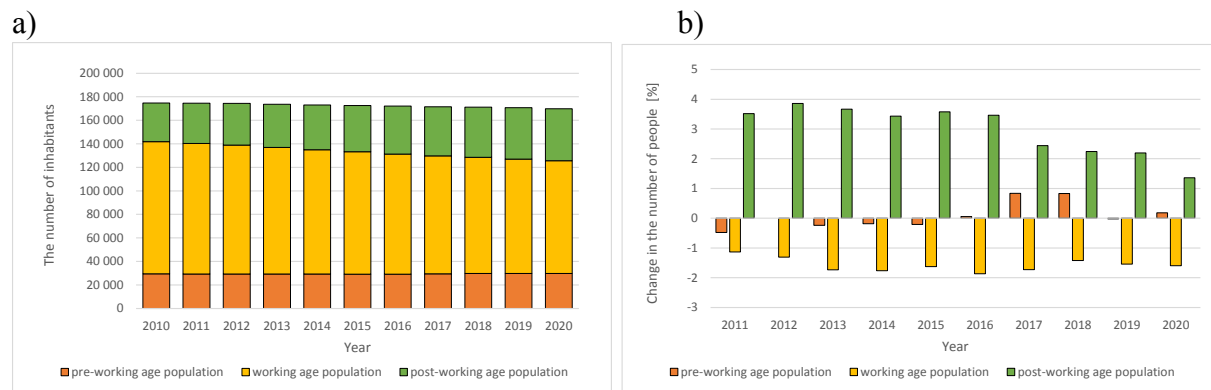 a)
b)
The number of inhabitants
200 000
180 000
160 000
140 000
120 000
100 000
80 000
60 000
40 000
20 000
0
2010 2011 2012 2013 2014 2015 2016 2017 2018 2019 2020
Year
pre-working age population working age population post-working age population
Change in the number of people [%]
5
4
3
2
1
0
-1
-2
-3
2011 2012 2013 2014 2015 2016 2017 2018 2019 2020
Year
pre-working age population working age population post-working age population